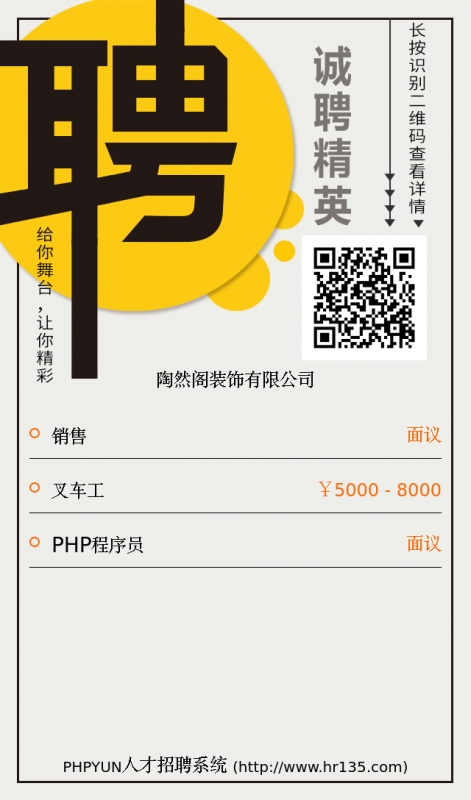 聘
诚聘精英
长按识别二维码查看详情
给你舞台，让你精彩
陶然阁装饰有限公司
销售 面议
叉车工 ￥5000 - 8000
PHP程序员 面议
PHPYUN人才招聘系统 (http://www.hr135.com)